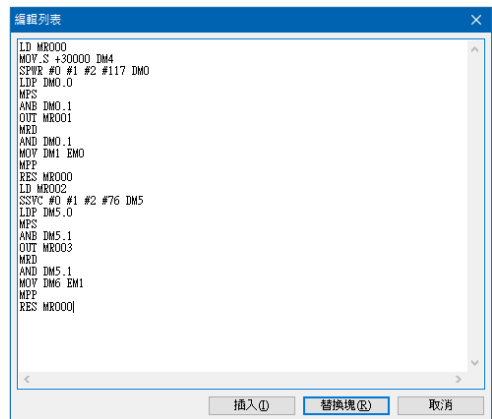 編輯列表
LD MR000
MOV.S +30000 DM4
SPWR #0 #1 #2 #117 DM0
LDP DM0.0
MPS
ANB DM0.1
OUT MR001
MRD
AND DM0.1
MOV DM1 EM0
MPP
RES MR000
LD MR002
SSVC #0 #1 #2 #76 DM5
LDP DM5.0
MPS
ANB DM5.1
OUT MR003
MRD
AND DM5.1
MOV DM6 EM1
MPP
RES MR000
插入(I) 替換塊(R) 取消